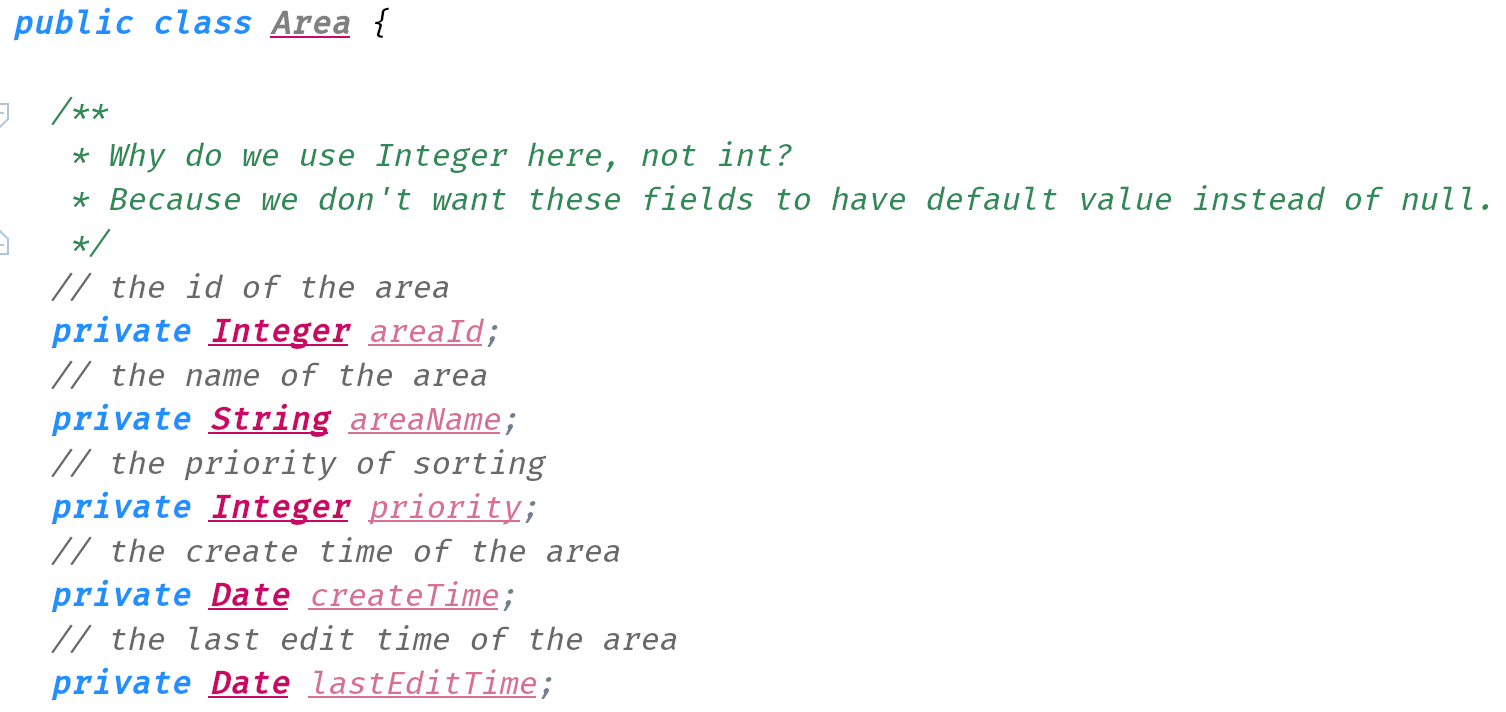 public class Area {
/**
* Why do we use Integer here, not int?
* Because we don't want these fields to have default value instead of null.
*/
// the id of the area
private Integer areaId;
// the name of the area
private String areaName;
// the priority of sorting
private Integer priority;
// the create time of the area
private Date createTime;
// the last edit time of the area
private Date lastEditTime;